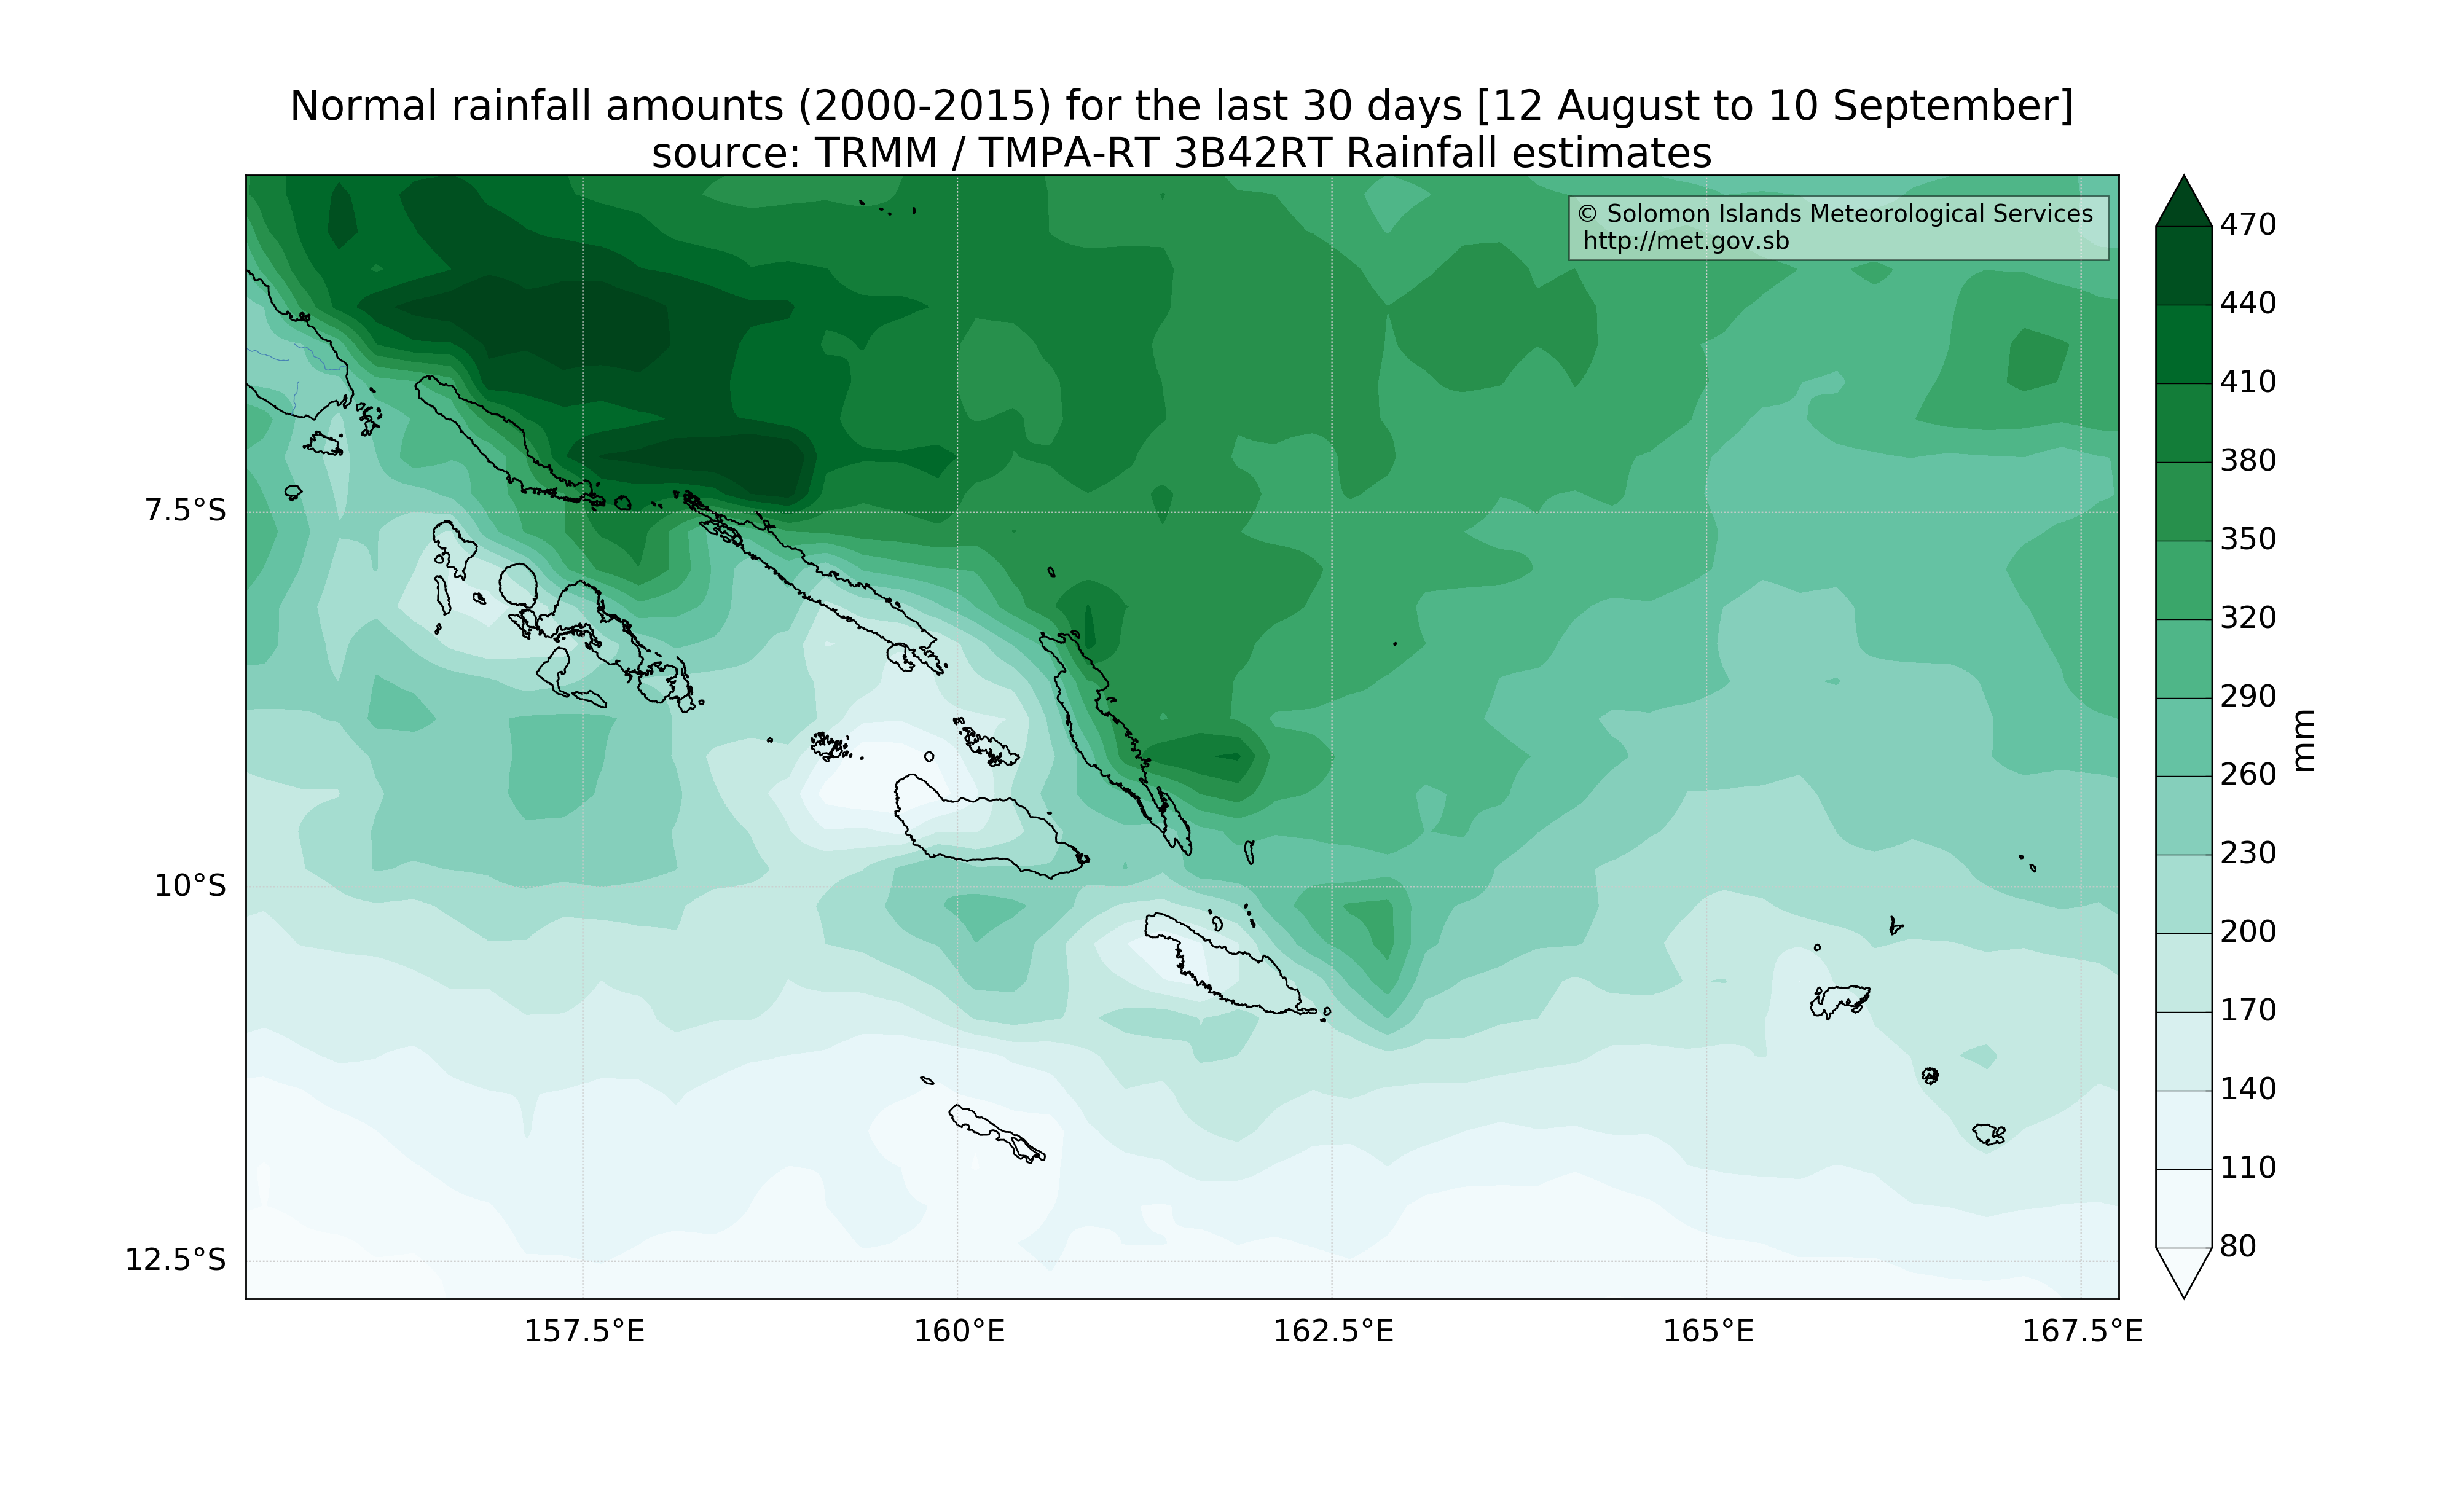 Normal rainfall amounts (2000-2015) for the last 30 days [12 August to 10 September]
source: TRMM / TMPA-RT 3B42RT Rainfall estimates
© Solomon Islands Meteorological Services
http://met.gov.sb
7.5°S
10°S
12.5°S
157.5°E
160°E
162.5°E
165°E
167.5°E
470
440
410
380
350
320
290
260
230
200
170
140
110
80
mm